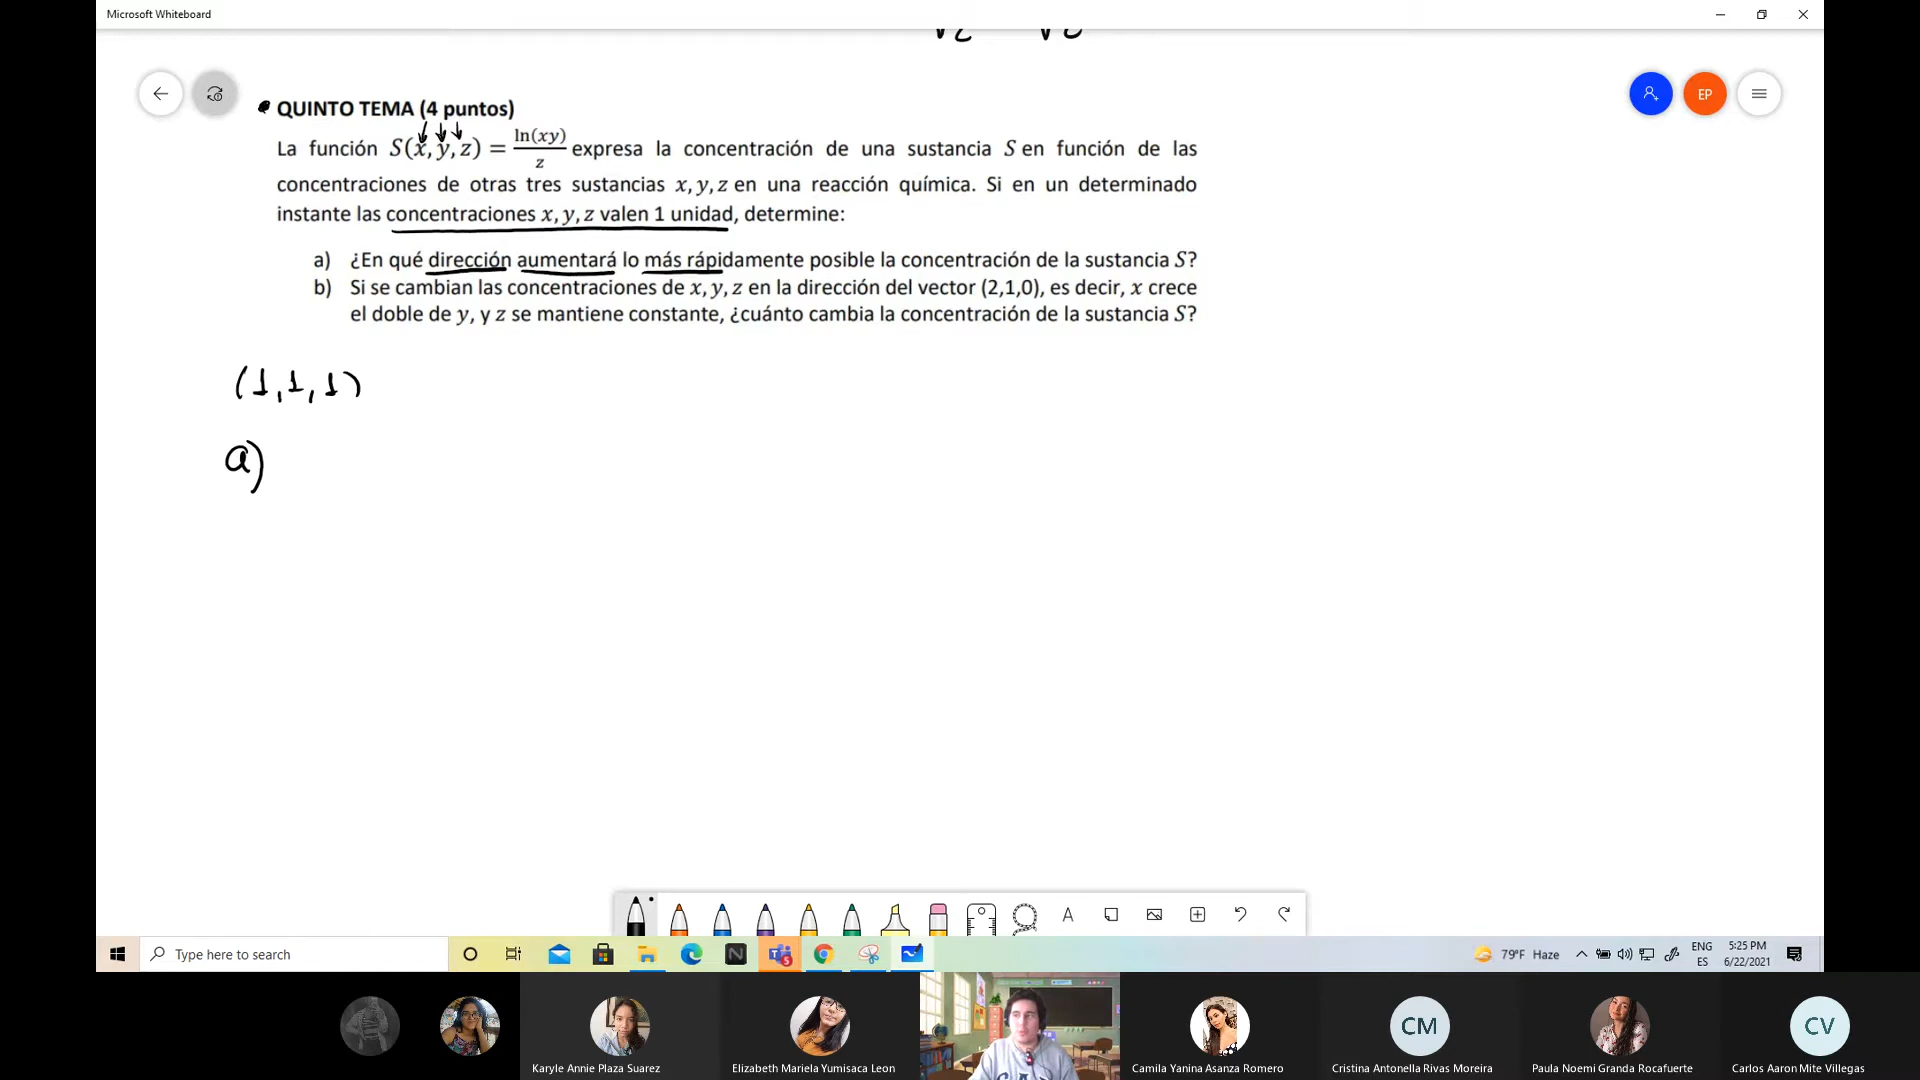 Microsoft Whiteboard
EP
QUINTO TEMA (4 puntos)
La función S(x, y, z) = ln(xy)/z expresa la concentración de una sustancia S en función de las
concentraciones de otras tres sustancias x, y, z en una reacción química. Si en un determinado
instante las concentraciones x, y, z valen 1 unidad, determine:
a) ¿En qué dirección aumentará lo más rápidamente posible la concentración de la sustancia S?
b) Si se cambian las concentraciones de x, y, z en la dirección del vector (2,1,0), es decir, x crece
el doble de y, y z se mantiene constante, ¿cuánto cambia la concentración de la sustancia S?
(1,1,1)
a)
Type here to search
79°F Haze
ENG
ES
5:25 PM
6/22/2021
CM
CV
Karyle Annie Plaza Suarez
Elizabeth Mariela Yumisaca Leon
Camila Yanina Asanza Romero
Cristina Antonella Rivas Moreira
Paula Noemi Granda Rocafuerte
Carlos Aaron Mite Villegas